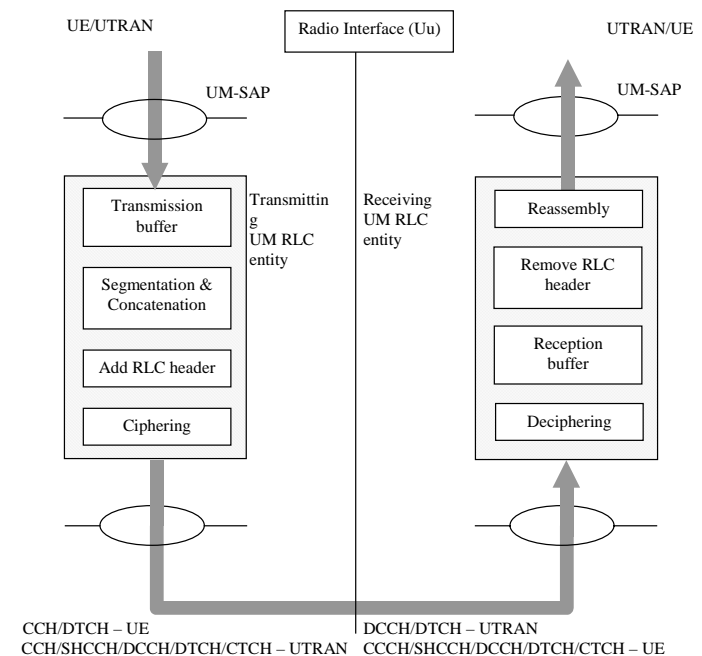 UE/UTRAN
Radio Interface (Uu)
UTRAN/UE
UM-SAP
UM-SAP
Transmission
buffer
Segmentation &
Concatenation
Add RLC header
Ciphering
Transmittin
g
UM RLC
entity
Receiving
UM RLC
entity
Reassembly
Remove RLC
header
Reception
buffer
Deciphering
CCH/DTCH – UE
CCH/SHCCH/DCCH/DTCH/CTCH – UTRAN
DCCH/DTCH – UTRAN
CCCH/SHCCH/DCCH/DTCH/CTCH – UE